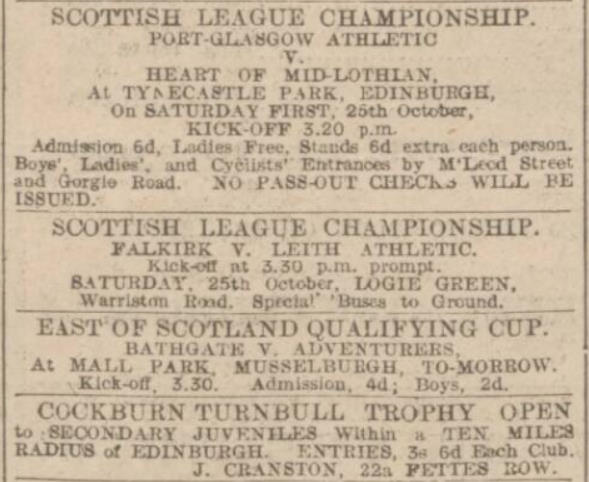 SCOTTISH LEAGUE CHAMPIONSHIP.
PORT-GLASGOW ATHLETIC
V.
HEART OF MID-LOTHIAN,
At TYNECASTLE PARK, EDINBURGH,
On SATURDAY FIRST, 25th October,
KICK-OFF 3.20 p.m.
Admission 6d, Ladies Free, Stands 6d extra each person.
Boys', Ladies', and Cyclists' Entrances by M'Leod Street
and Gorgie Road. NO PASS-OUT CHECKS WILL BE
ISSUED.
SCOTTISH LEAGUE CHAMPIONSHIP.
FALKIRK V. LEITH ATHLETIC.
Kick-off at 3.30 p.m. prompt.
SATURDAY, 25th October, LOGIE GREEN,
Warriston Road. Special 'Buses to Ground.
EAST OF SCOTLAND QUALIFYING CUP.
BATHGATE V. ADVENTURERS,
At MALL PARK, MUSSELBURGH, TO-MORROW.
Kick-off, 3.30. Admission, 4d; Boys, 2d.
COCKBURN TURNBULL TROPHY OPEN
to SECONDARY JUVENILES Within a TEN MILES
RADIUS of EDINBURGH. ENTRIES, 3s 6d Each Club.
J. CRANSTON, 22a FETTES ROW.